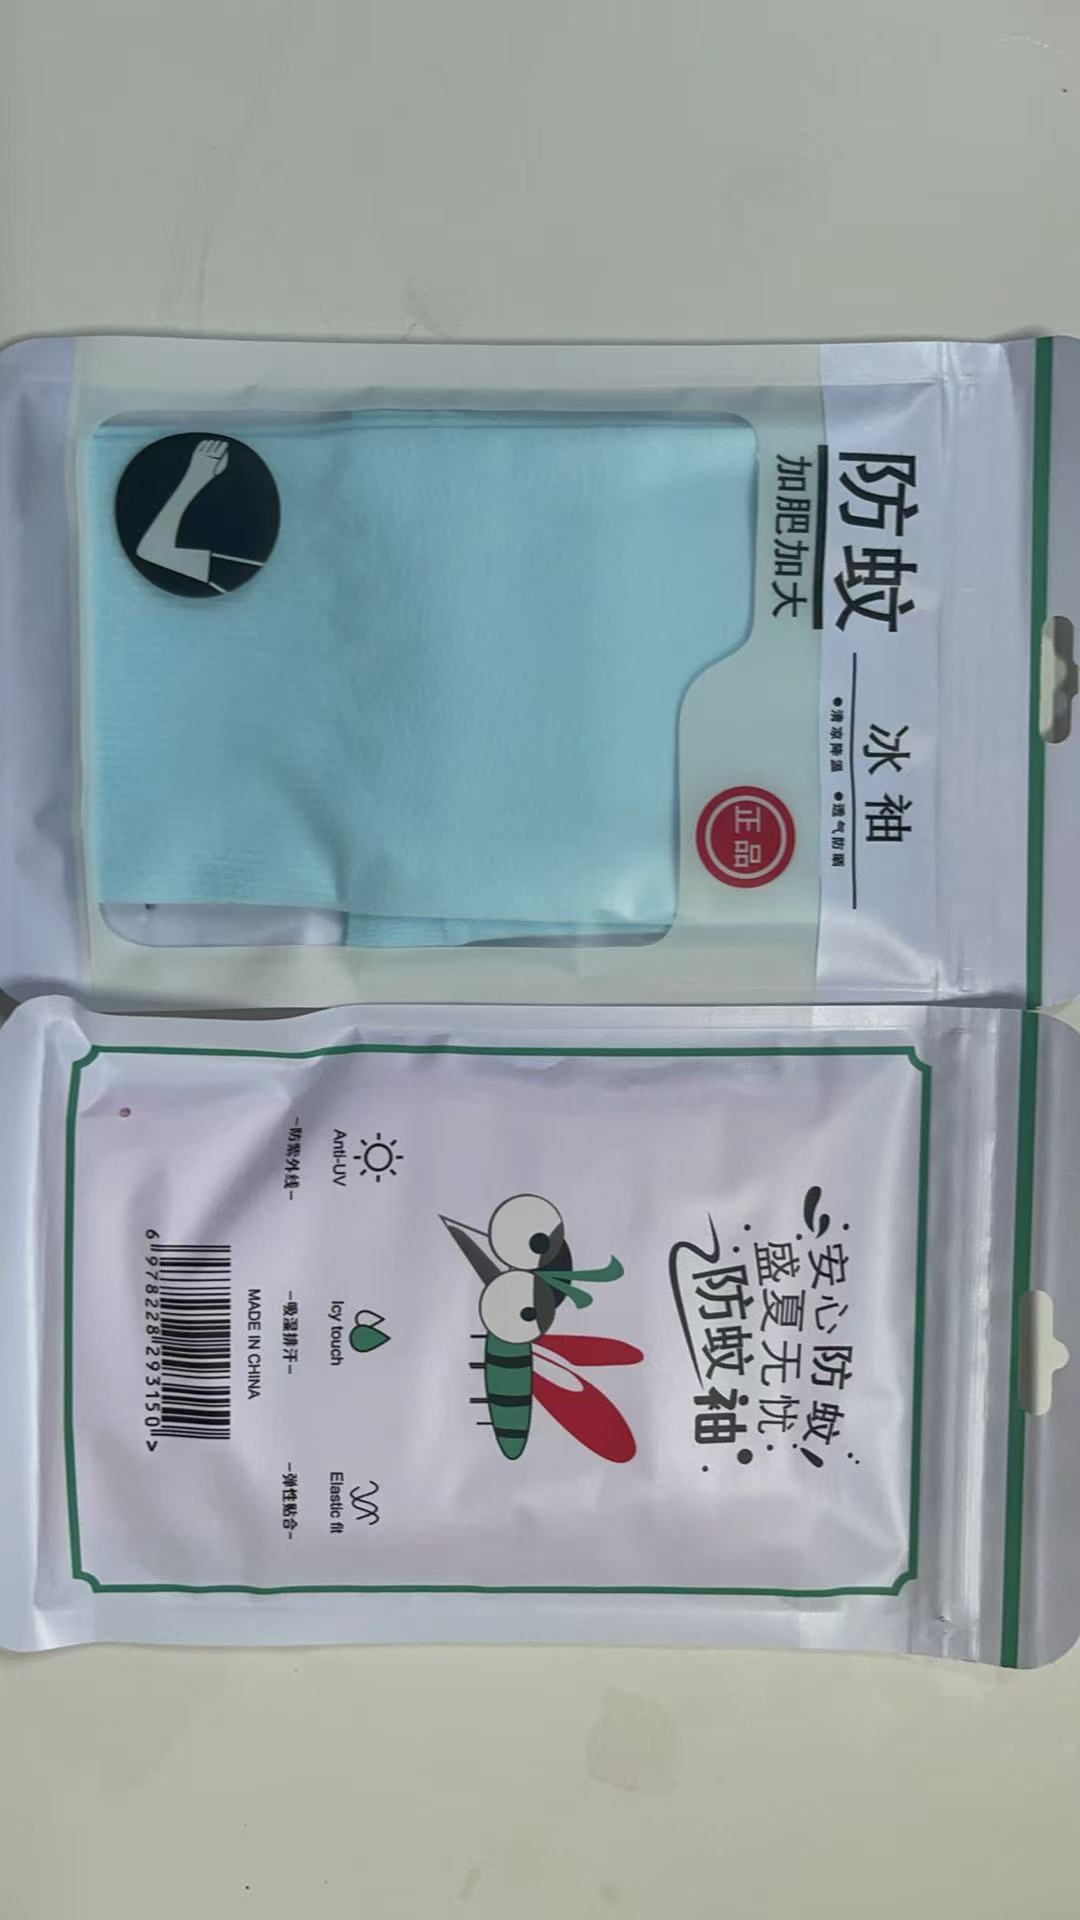 防蚊
加肥加大
冰袖
●清凉降温 ●透气防晒
正品
安心防蚊
盛夏无忧
防蚊袖
Anti-UV
-防紫外线-
Icy touch
-吸湿排汗-
Elastic fit
-弹性贴合-
MADE IN CHINA
6 978228 293150 >